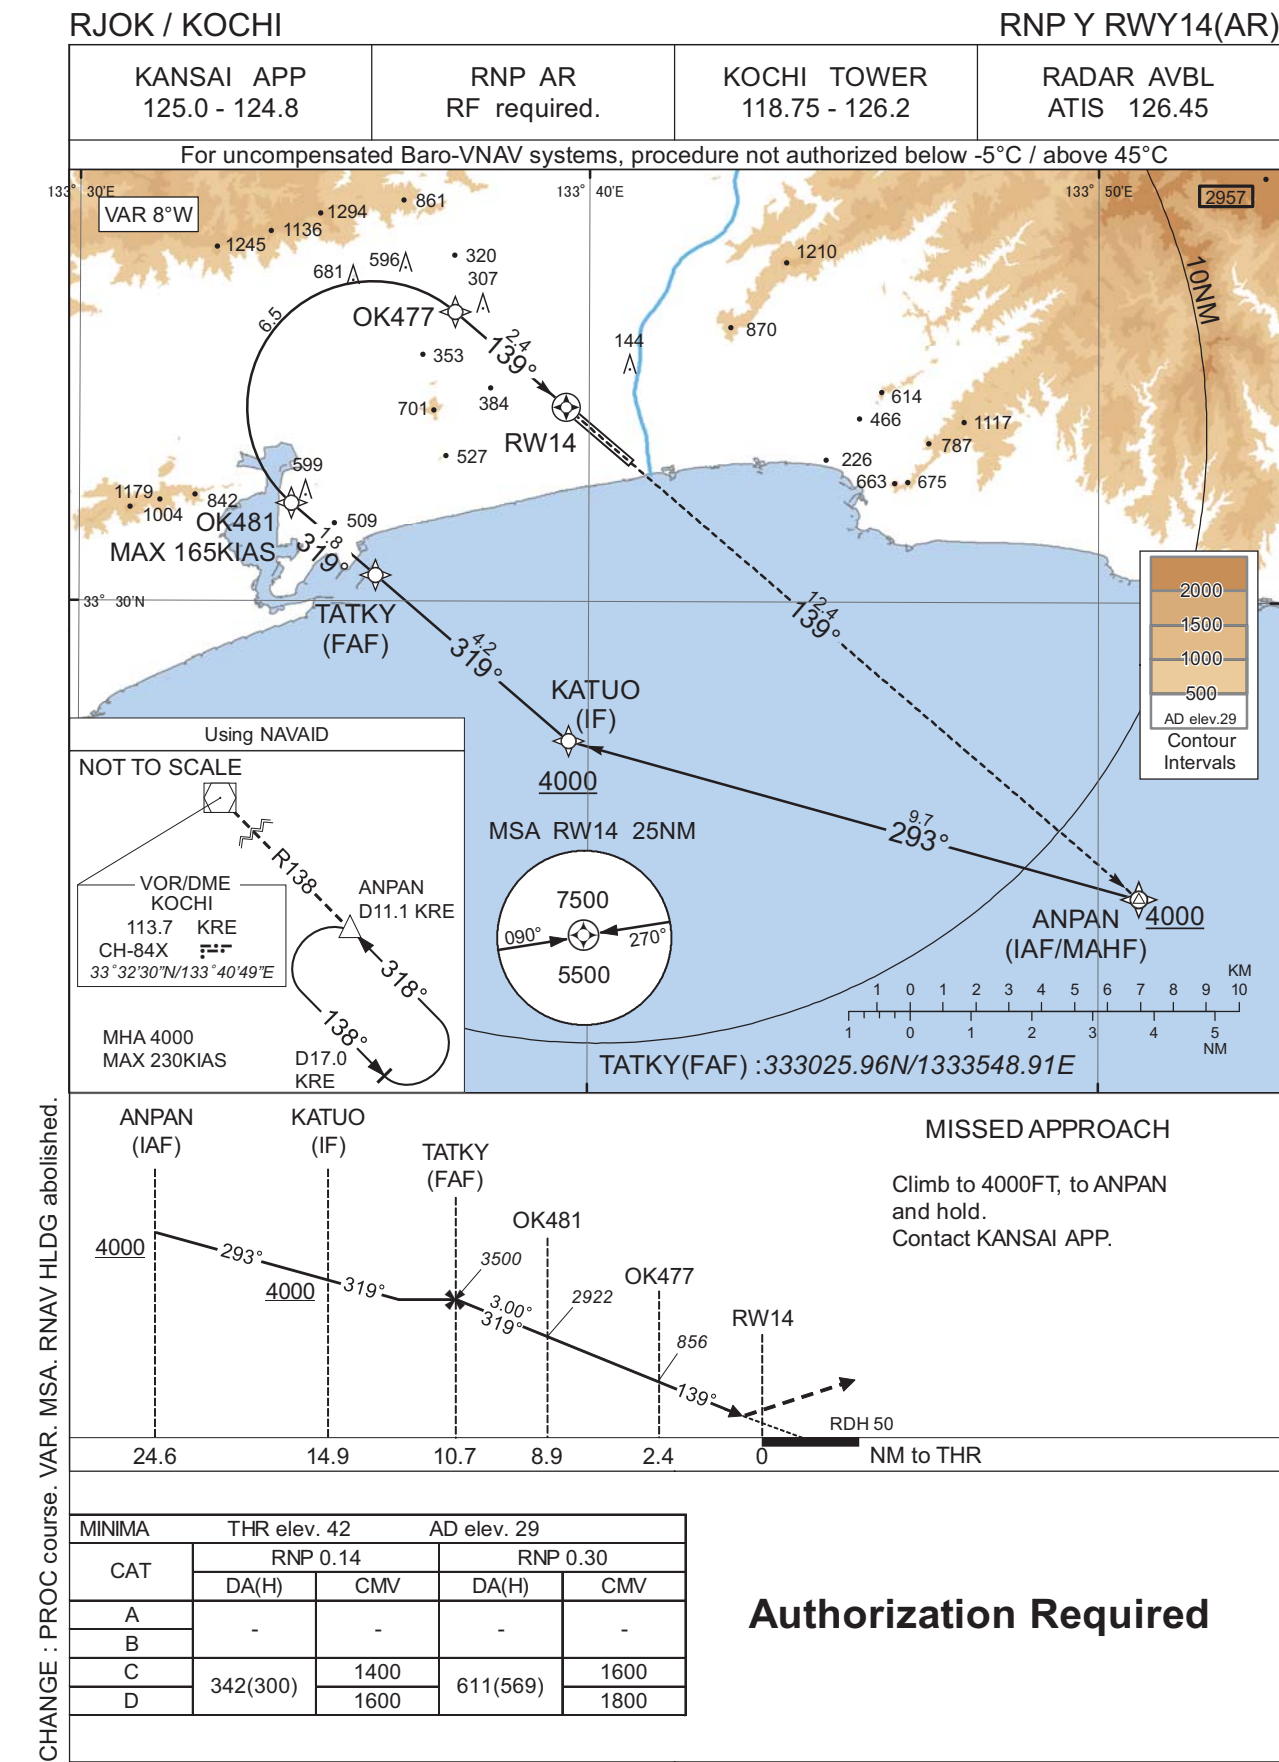 RJOK / KOCHI
RNP Y RWY14(AR)
KANSAI APP
125.0 - 124.8
RNP AR
RF required.
KOCHI TOWER
118.75 - 126.2
RADAR AVBL
ATIS 126.45
For uncompensated Baro-VNAV systems, procedure not authorized below -5°C / above 45°C
133° 30'E
133° 40'E
133° 50'E
VAR 8°W
2957
861
1294
1136
1245
596
681
320
307
1210
10NM
6.5
OK477
2.4
139°
353
144
870
701
384
614
466
1117
RW14
787
527
226
663
675
599
1179
842
1004
OK481
509
MAX 165KIAS
1.8
319°
33° 30'N
TATKY
(FAF)
12.4
139°
4.2
319°
2000
1500
1000
500
AD elev.29
Contour
Intervals
KATUO
(IF)
4000
9.7
293°
ANPAN
(IAF/MAHF)
4000
Using NAVAID
NOT TO SCALE
R138
VOR/DME
KOCHI
113.7 KRE
CH-84X
33°32'30"N/133°40'49"E
ANPAN
D11.1 KRE
318°
138°
D17.0
KRE
MHA 4000
MAX 230KIAS
MSA RW14 25NM
7500
090°
270°
5500
KM
1 0 1 2 3 4 5 6 7 8 9 10
1 0 1 2 3 4 5
NM
TATKY(FAF) :333025.96N/1333548.91E
CHANGE : PROC course. VAR. MSA. RNAV HLDG abolished.
ANPAN
(IAF)
KATUO
(IF)
TATKY
(FAF)
OK481
OK477
RW14
4000
293°
4000
319°
3500
3.00°
319°
2922
856
139°
RDH 50
24.6 14.9 10.7 8.9 2.4 0 NM to THR
MISSED APPROACH
Climb to 4000FT, to ANPAN
and hold.
Contact KANSAI APP.
MINIMA THR elev. 42 AD elev. 29
CAT RNP 0.14 RNP 0.30
DA(H) CMV DA(H) CMV
A
B
- - - -
C 342(300) 1400 611(569) 1600
D 1600 1800
Authorization Required